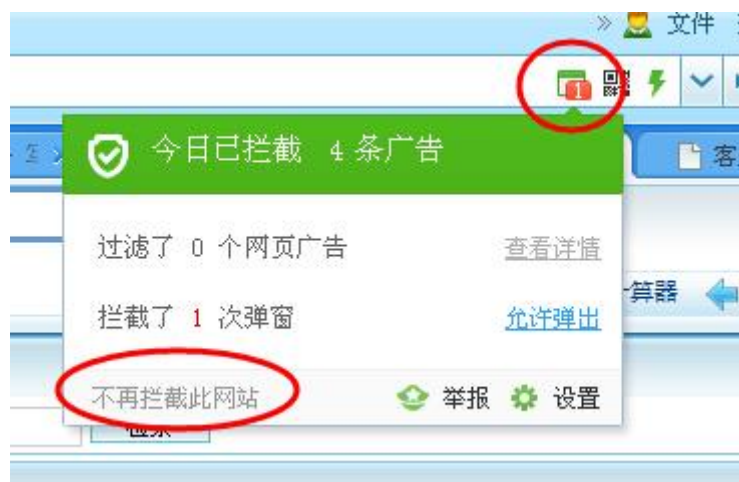 » 文件
1
今日已拦截 4 条广告
客
过滤了 0 个网页广告 查看详情
算器
拦截了 1 次弹窗 允许弹出
不再拦截此网站 举报 设置